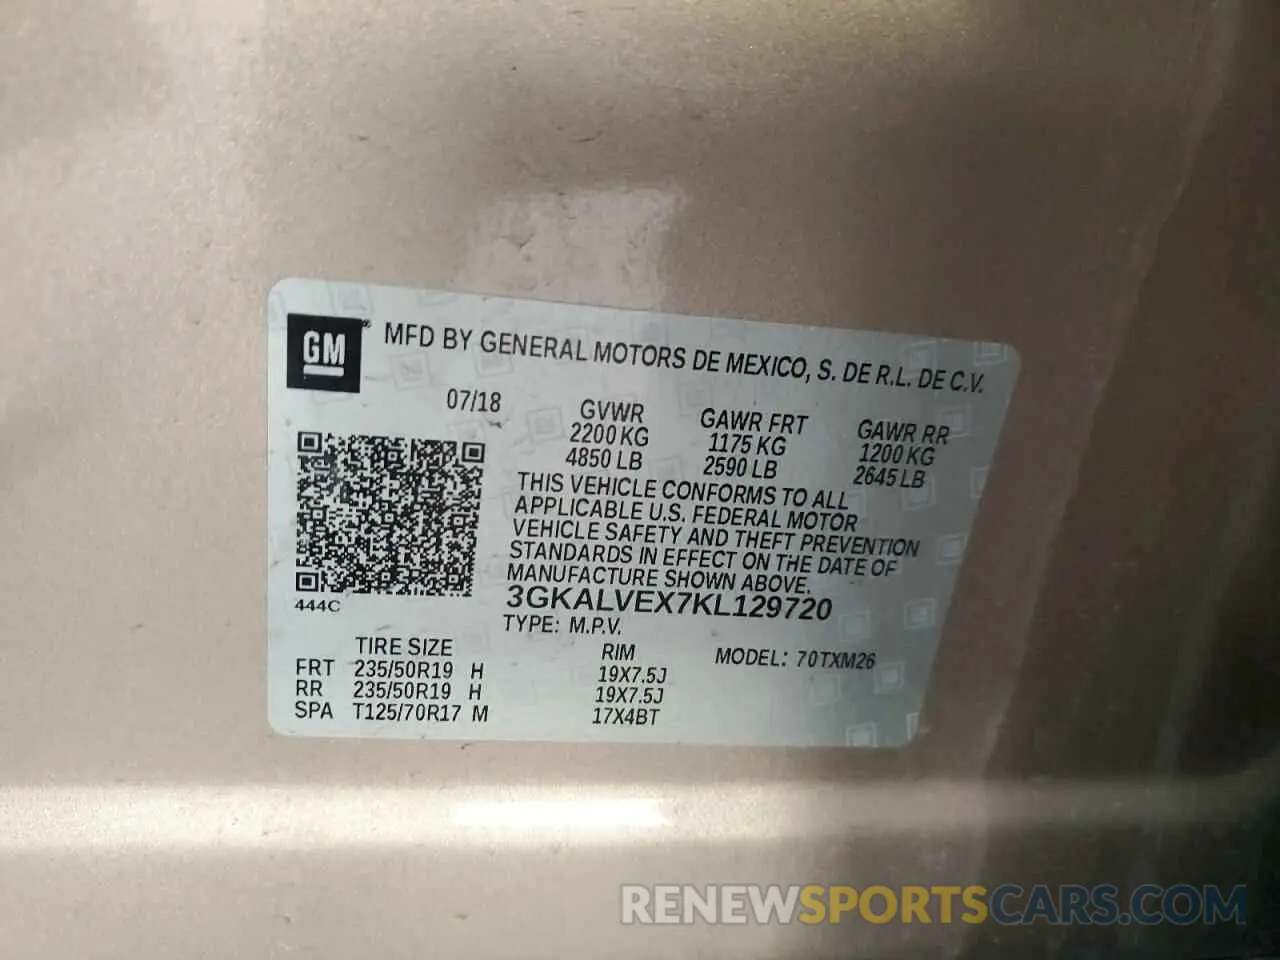 GM® MFD BY GENERAL MOTORS DE MEXICO, S. DE R.L. DE C.V.
07/18 GVWR GAWR FRT GAWR RR
2200 KG 1175 KG 1200 KG
4850 LB 2590 LB 2645 LB
THIS VEHICLE CONFORMS TO ALL
APPLICABLE U.S. FEDERAL MOTOR
VEHICLE SAFETY AND THEFT PREVENTION
STANDARDS IN EFFECT ON THE DATE OF
MANUFACTURE SHOWN ABOVE.
444C 3GKALVEX7KL129720
TYPE: M.P.V.
TIRE SIZE RIM MODEL: 70TXM26
FRT 235/50R19 H 19X7.5J
RR 235/50R19 H 19X7.5J
SPA T125/70R17 M 17X4BT
RENEWSPORTSCARS.COM